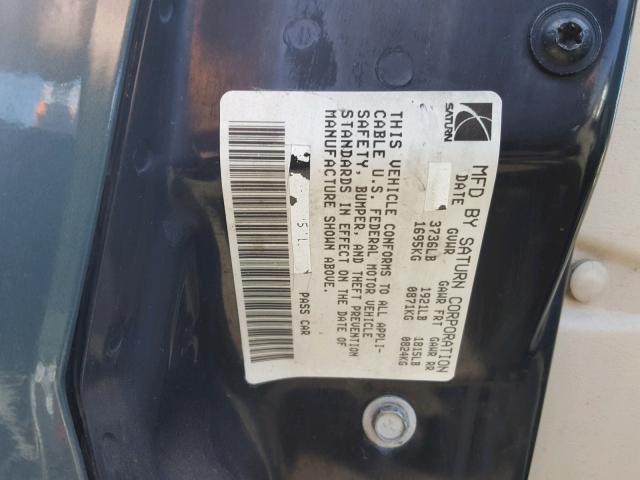 SATURN
MFD BY SATURN CORPORATION
DATE GVWR GAWR FRT GAWR RR
3736LB 1921LB 1815LB
1695KG 0871KG 0824KG
THIS VEHICLE CONFORMS TO ALL APPLI-
CABLE U.S. FEDERAL MOTOR VEHICLE
SAFETY, BUMPER, AND THEFT PREVENTION
STANDARDS IN EFFECT ON THE DATE OF
MANUFACTURE SHOWN ABOVE.
PASS CAR